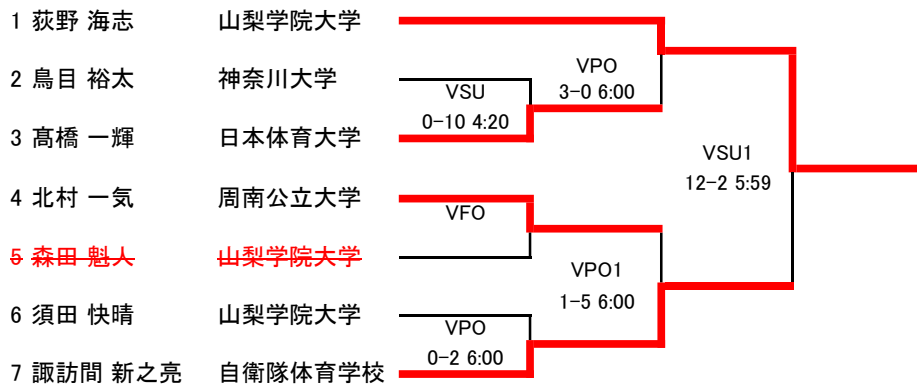 1 荻野 海志 山梨学院大学
2 鳥目 裕太 神奈川大学
VSU
0-10 4:20
VPO
3-0 6:00
3 髙橋 一輝 日本体育大学
VSU1
12-2 5:59
4 北村 一気 周南公立大学
VFO
5 森田 魁人 山梨学院大学
VPO1
1-5 6:00
6 須田 快晴 山梨学院大学
VPO
0-2 6:00
7 諏訪間 新之亮 自衛隊体育学校